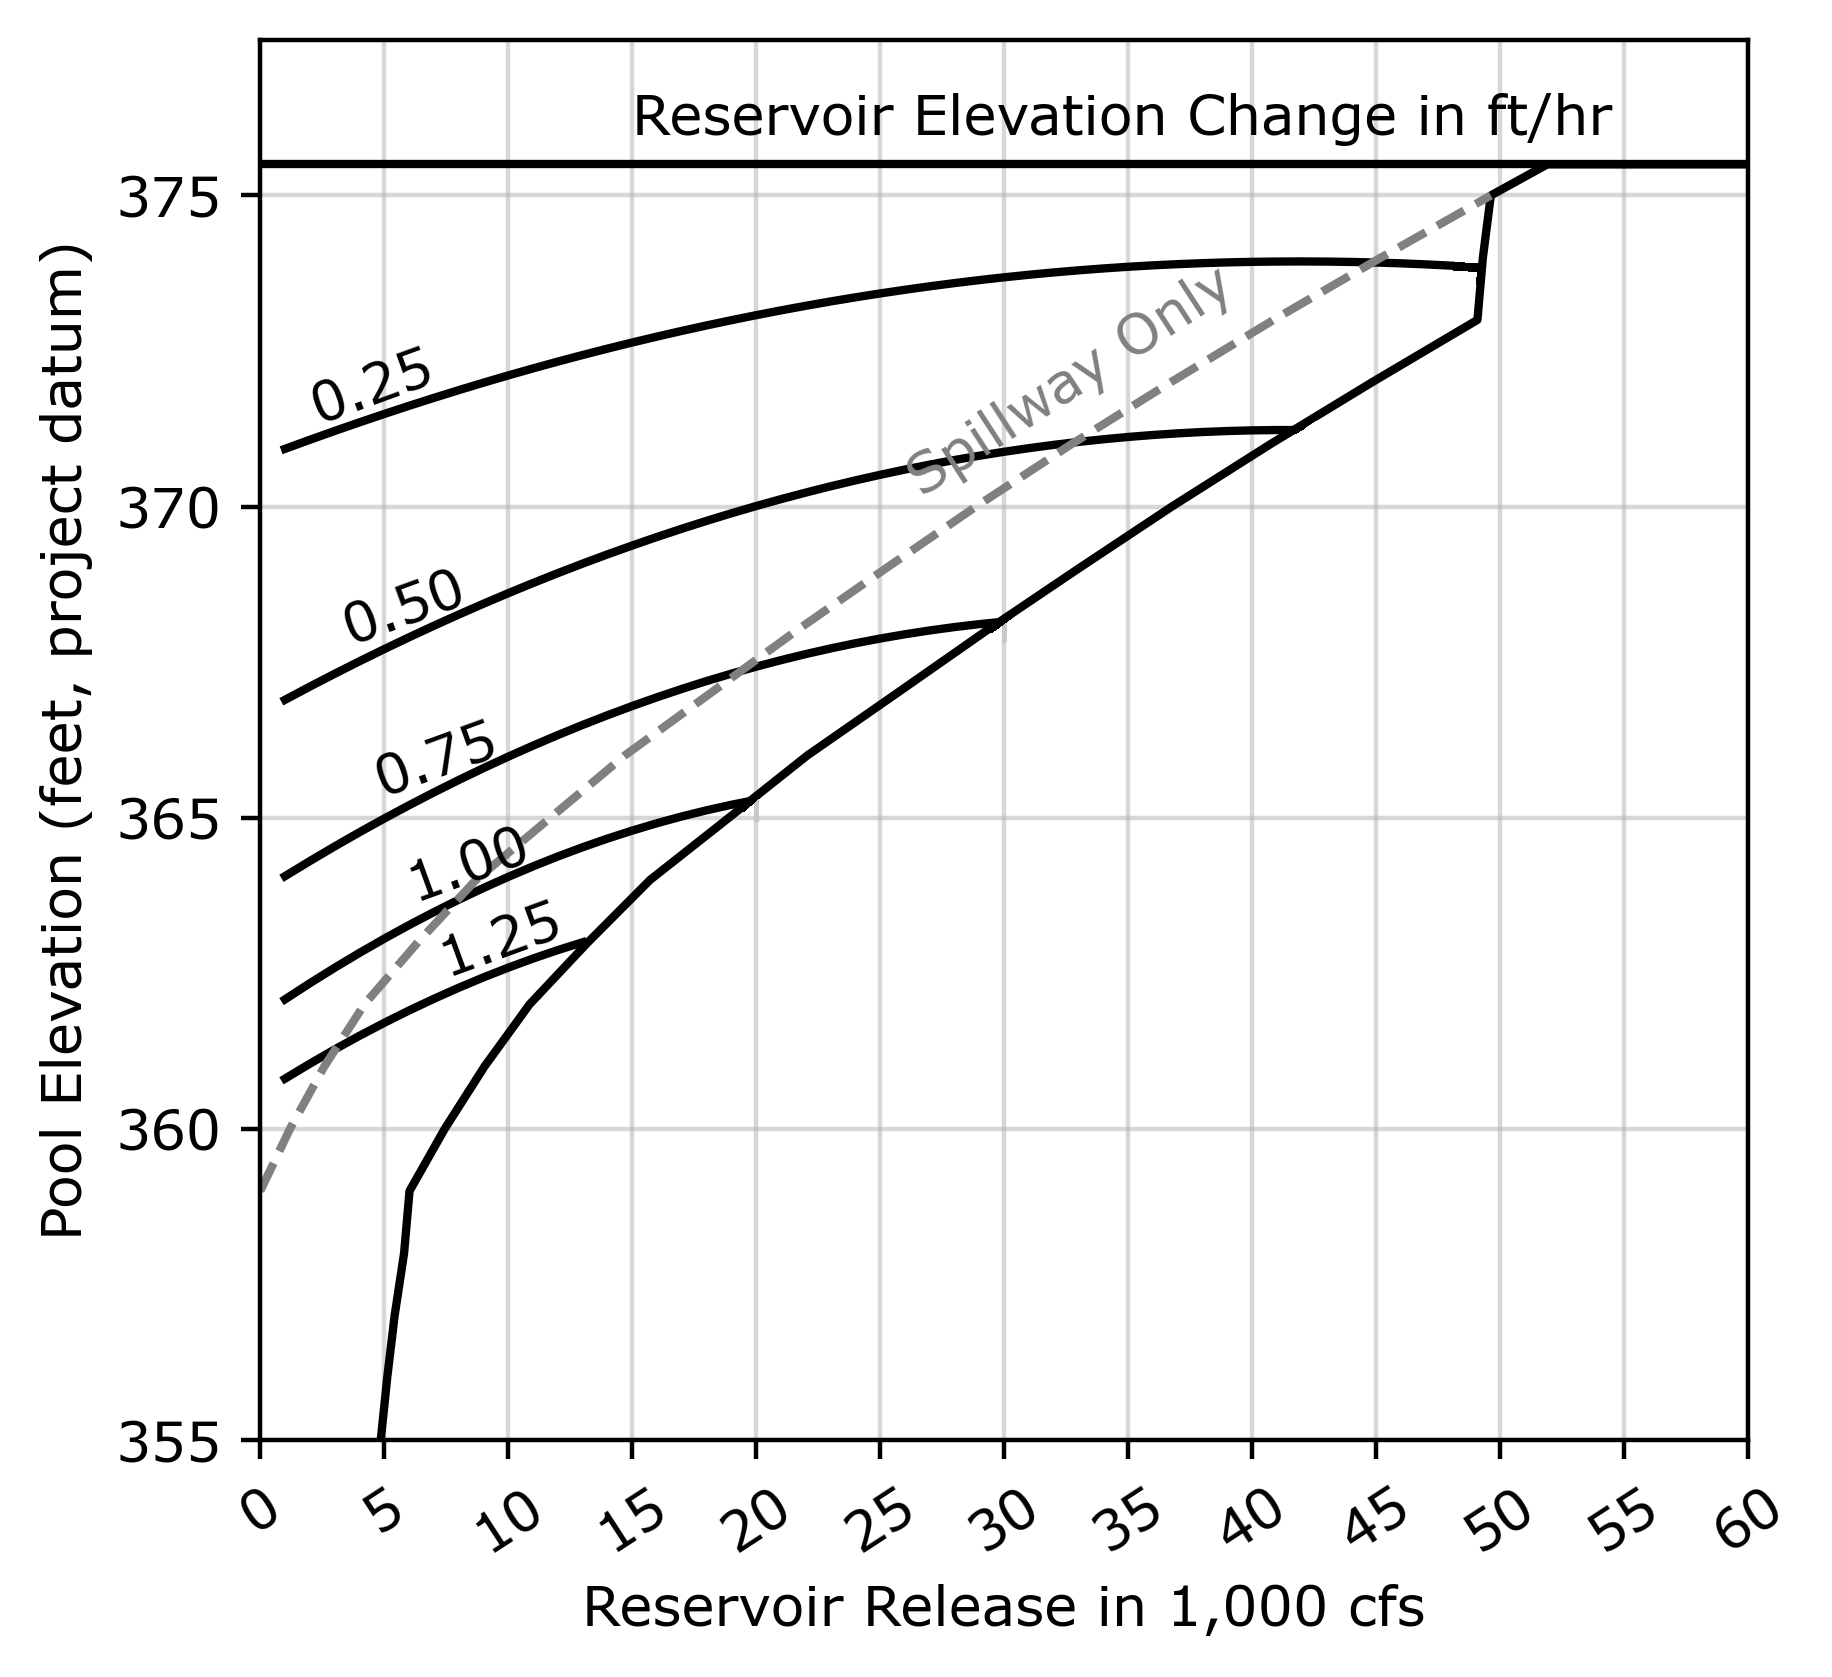 Reservoir Elevation Change in ft/hr
375
370
365
360
355
Pool Elevation (feet, project datum)
0.25
0.50
0.75
1.00
1.25
Spillway Only
0 5 10 15 20 25 30 35 40 45 50 55 60
Reservoir Release in 1,000 cfs